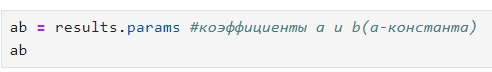 ab = results.params #коэффициенты a и b(a-константа)
ab